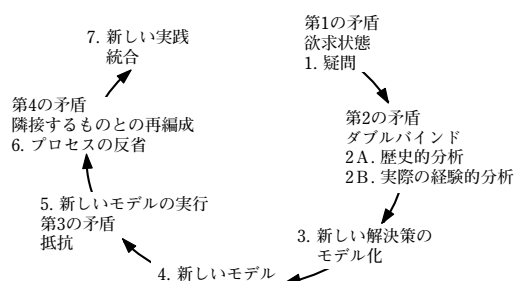 第1の矛盾
欲求状態
1. 疑問
第2の矛盾
ダブルバインド
2A. 歴史的分析
2B. 実際の経験的分析
3. 新しい解決策の
モデル化
4. 新しいモデル
5. 新しいモデルの実行
第3の矛盾
抵抗
第4の矛盾
隣接するものとの再編成
6. プロセスの反省
7. 新しい実践
統合